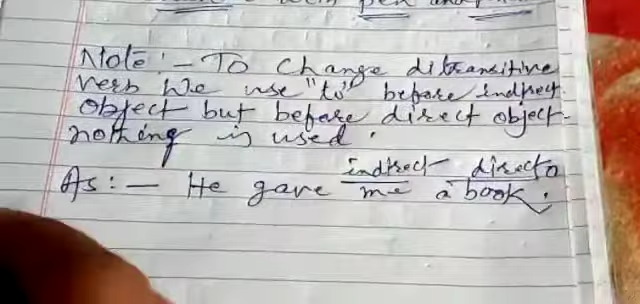 pen
Note:- To change ditransitive
verb we use "to" before indirect
object but before direct object-
nothing is used.
indirect direct o
As:- He gave me a book.